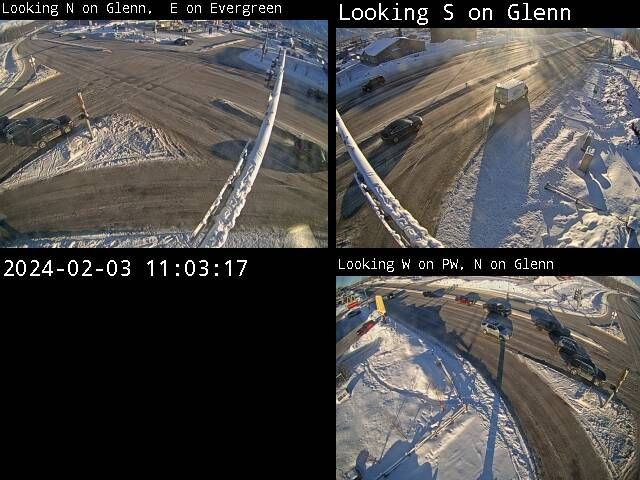 Looking N on Glenn,  E on Evergreen
Looking S on Glenn
2024-02-03 11:03:17
Looking W on PW, N on Glenn